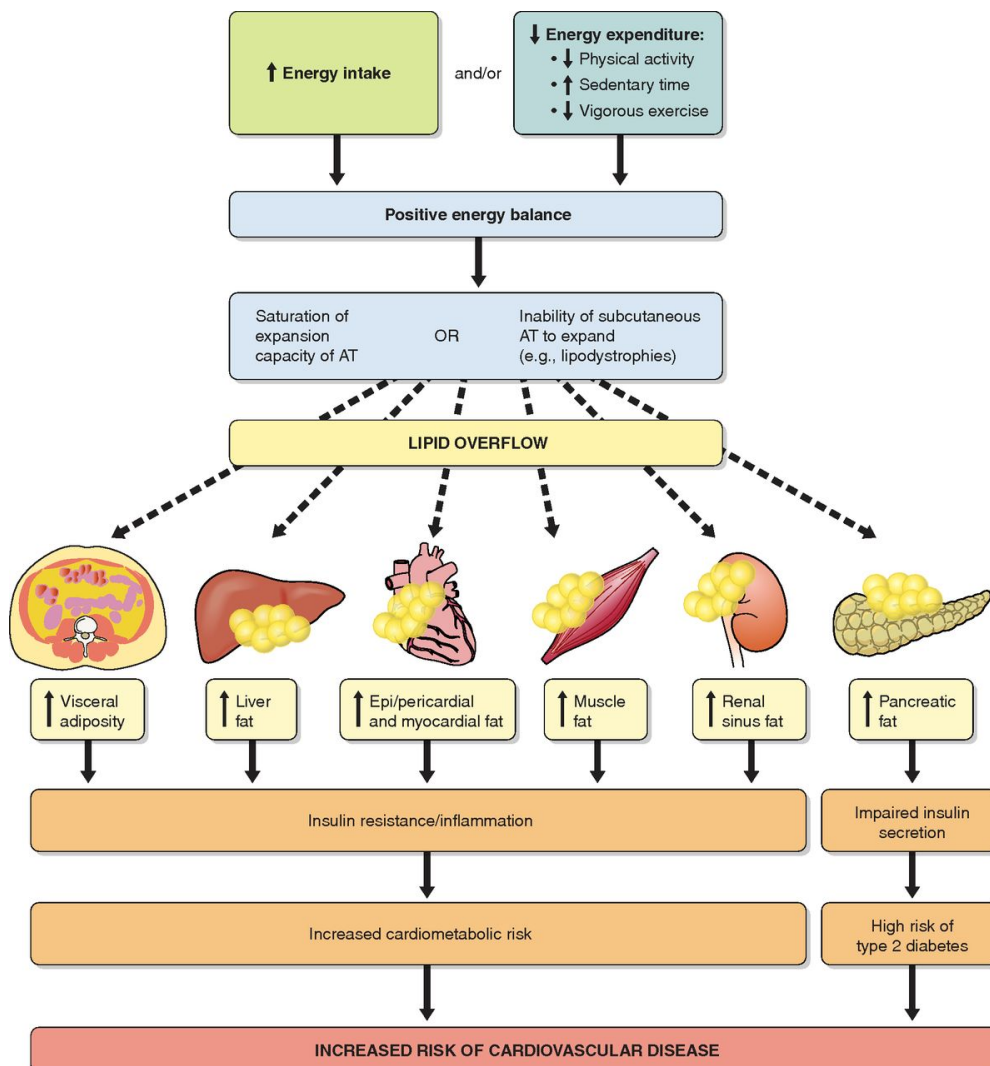 ↑ Energy intake
and/or
↓ Energy expenditure:
• ↓ Physical activity
• ↑ Sedentary time
• ↓ Vigorous exercise
Positive energy balance
Saturation of
expansion
capacity of AT
OR
Inability of subcutaneous
AT to expand
(e.g., lipodystrophies)
LIPID OVERFLOW
↑ Visceral
adiposity
↑ Liver
fat
↑ Epi/pericardial
and myocardial fat
↑ Muscle
fat
↑ Renal
sinus fat
↑ Pancreatic
fat
Insulin resistance/inflammation
Impaired insulin
secretion
Increased cardiometabolic risk
High risk of
type 2 diabetes
INCREASED RISK OF CARDIOVASCULAR DISEASE